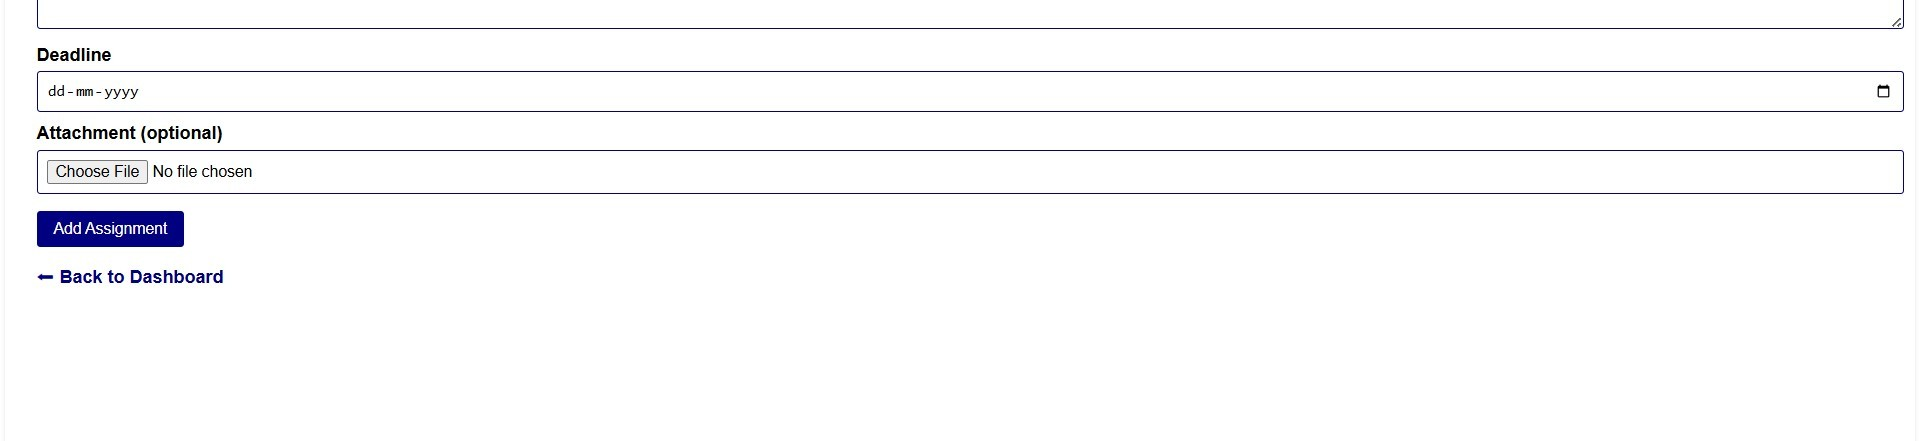 Deadline
dd-mm-yyyy
Attachment (optional)
Choose File No file chosen
Add Assignment
← Back to Dashboard